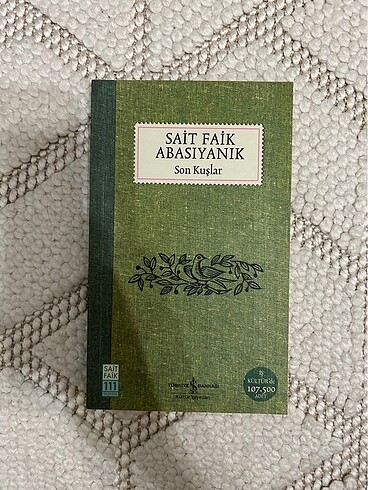 SAİT FAİK
ABASIYANIK
Son Kuşlar
SAİT
FAİK
111
TÜRKİYE İŞ BANKASI
Kültür Yayınları
İŞ
KÜLTÜR'de
107.500
ADET